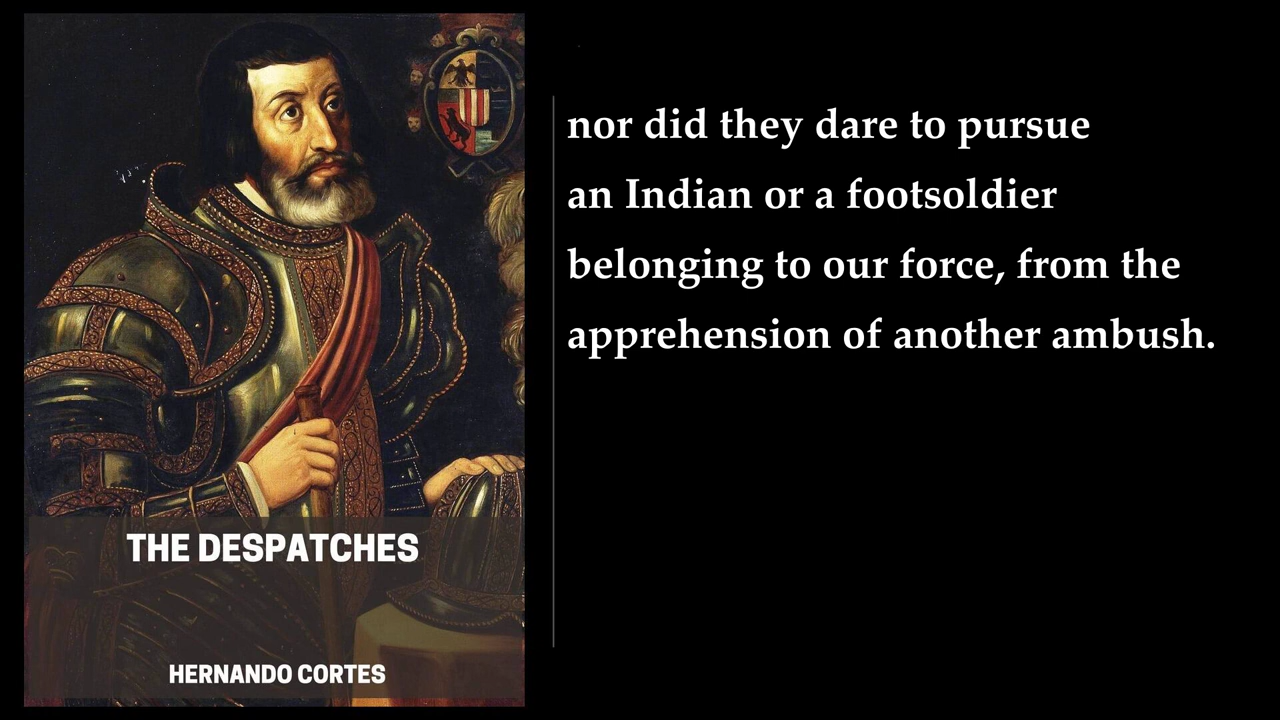 THE DESPATCHES
HERNANDO CORTES
nor did they dare to pursue
an Indian or a footsoldier
belonging to our force, from the
apprehension of another ambush.